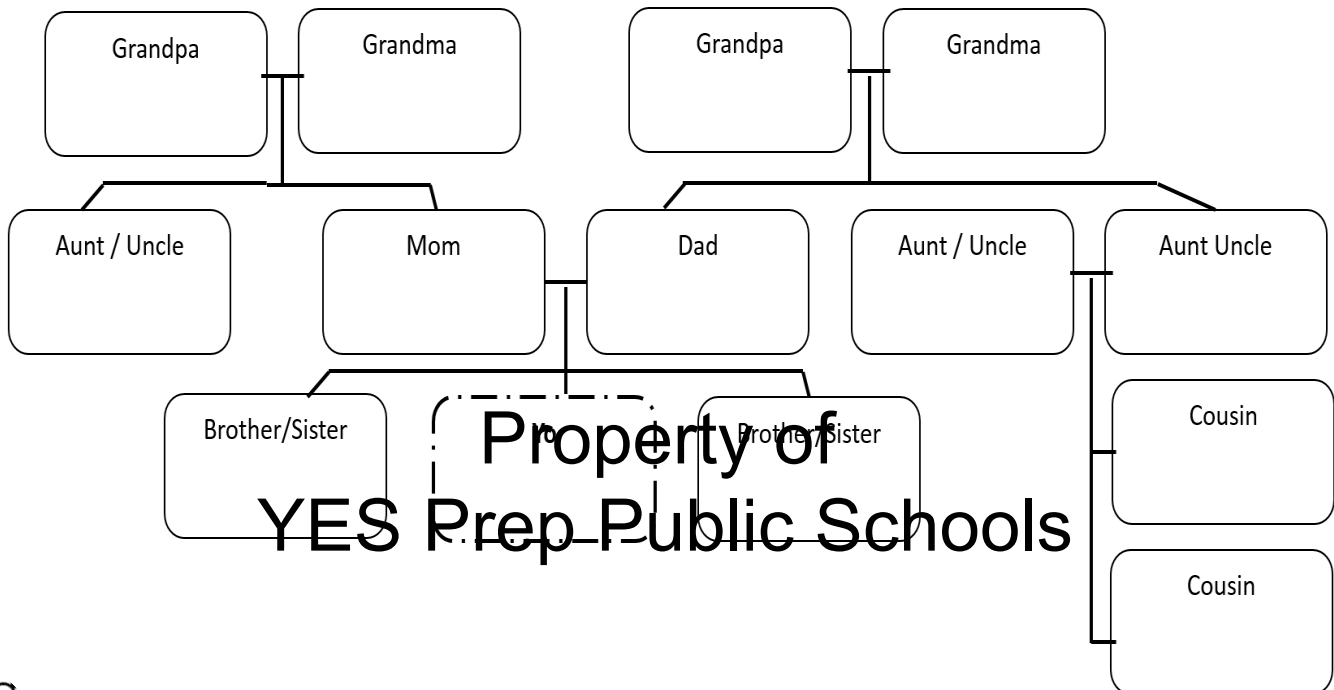 Grandpa
Grandma
Grandpa
Grandma
Aunt / Uncle
Mom
Dad
Aunt / Uncle
Aunt Uncle
Brother/Sister
Yo
Brother/Sister
Cousin
Cousin
Property of
YES Prep Public Schools